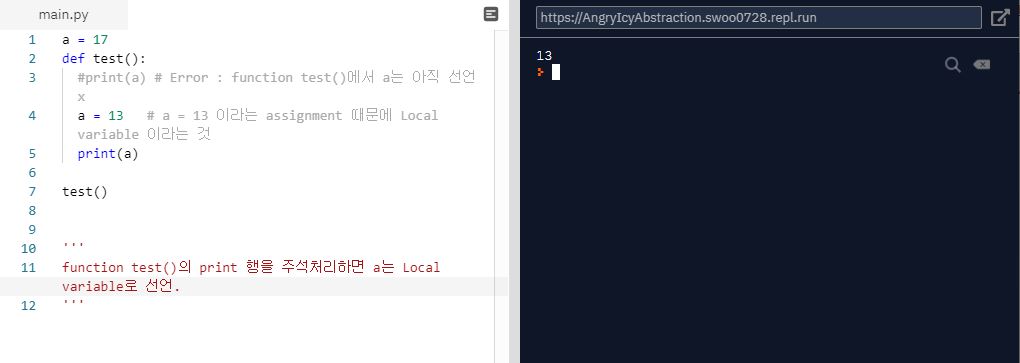 main.py
https://AngryIcyAbstraction.swoo0728.repl.run
1 a = 17
2 def test():
3 #print(a) # Error : function test()에서 a는 아직 선언
x
4 a = 13 # a = 13 이라는 assignment 때문에 Local
variable 이라는 것
5 print(a)
6
7 test()
8
9
10 '''
11 function test()의 print 행을 주석처리하면 a는 Local
variable로 선언.
12 '''
13